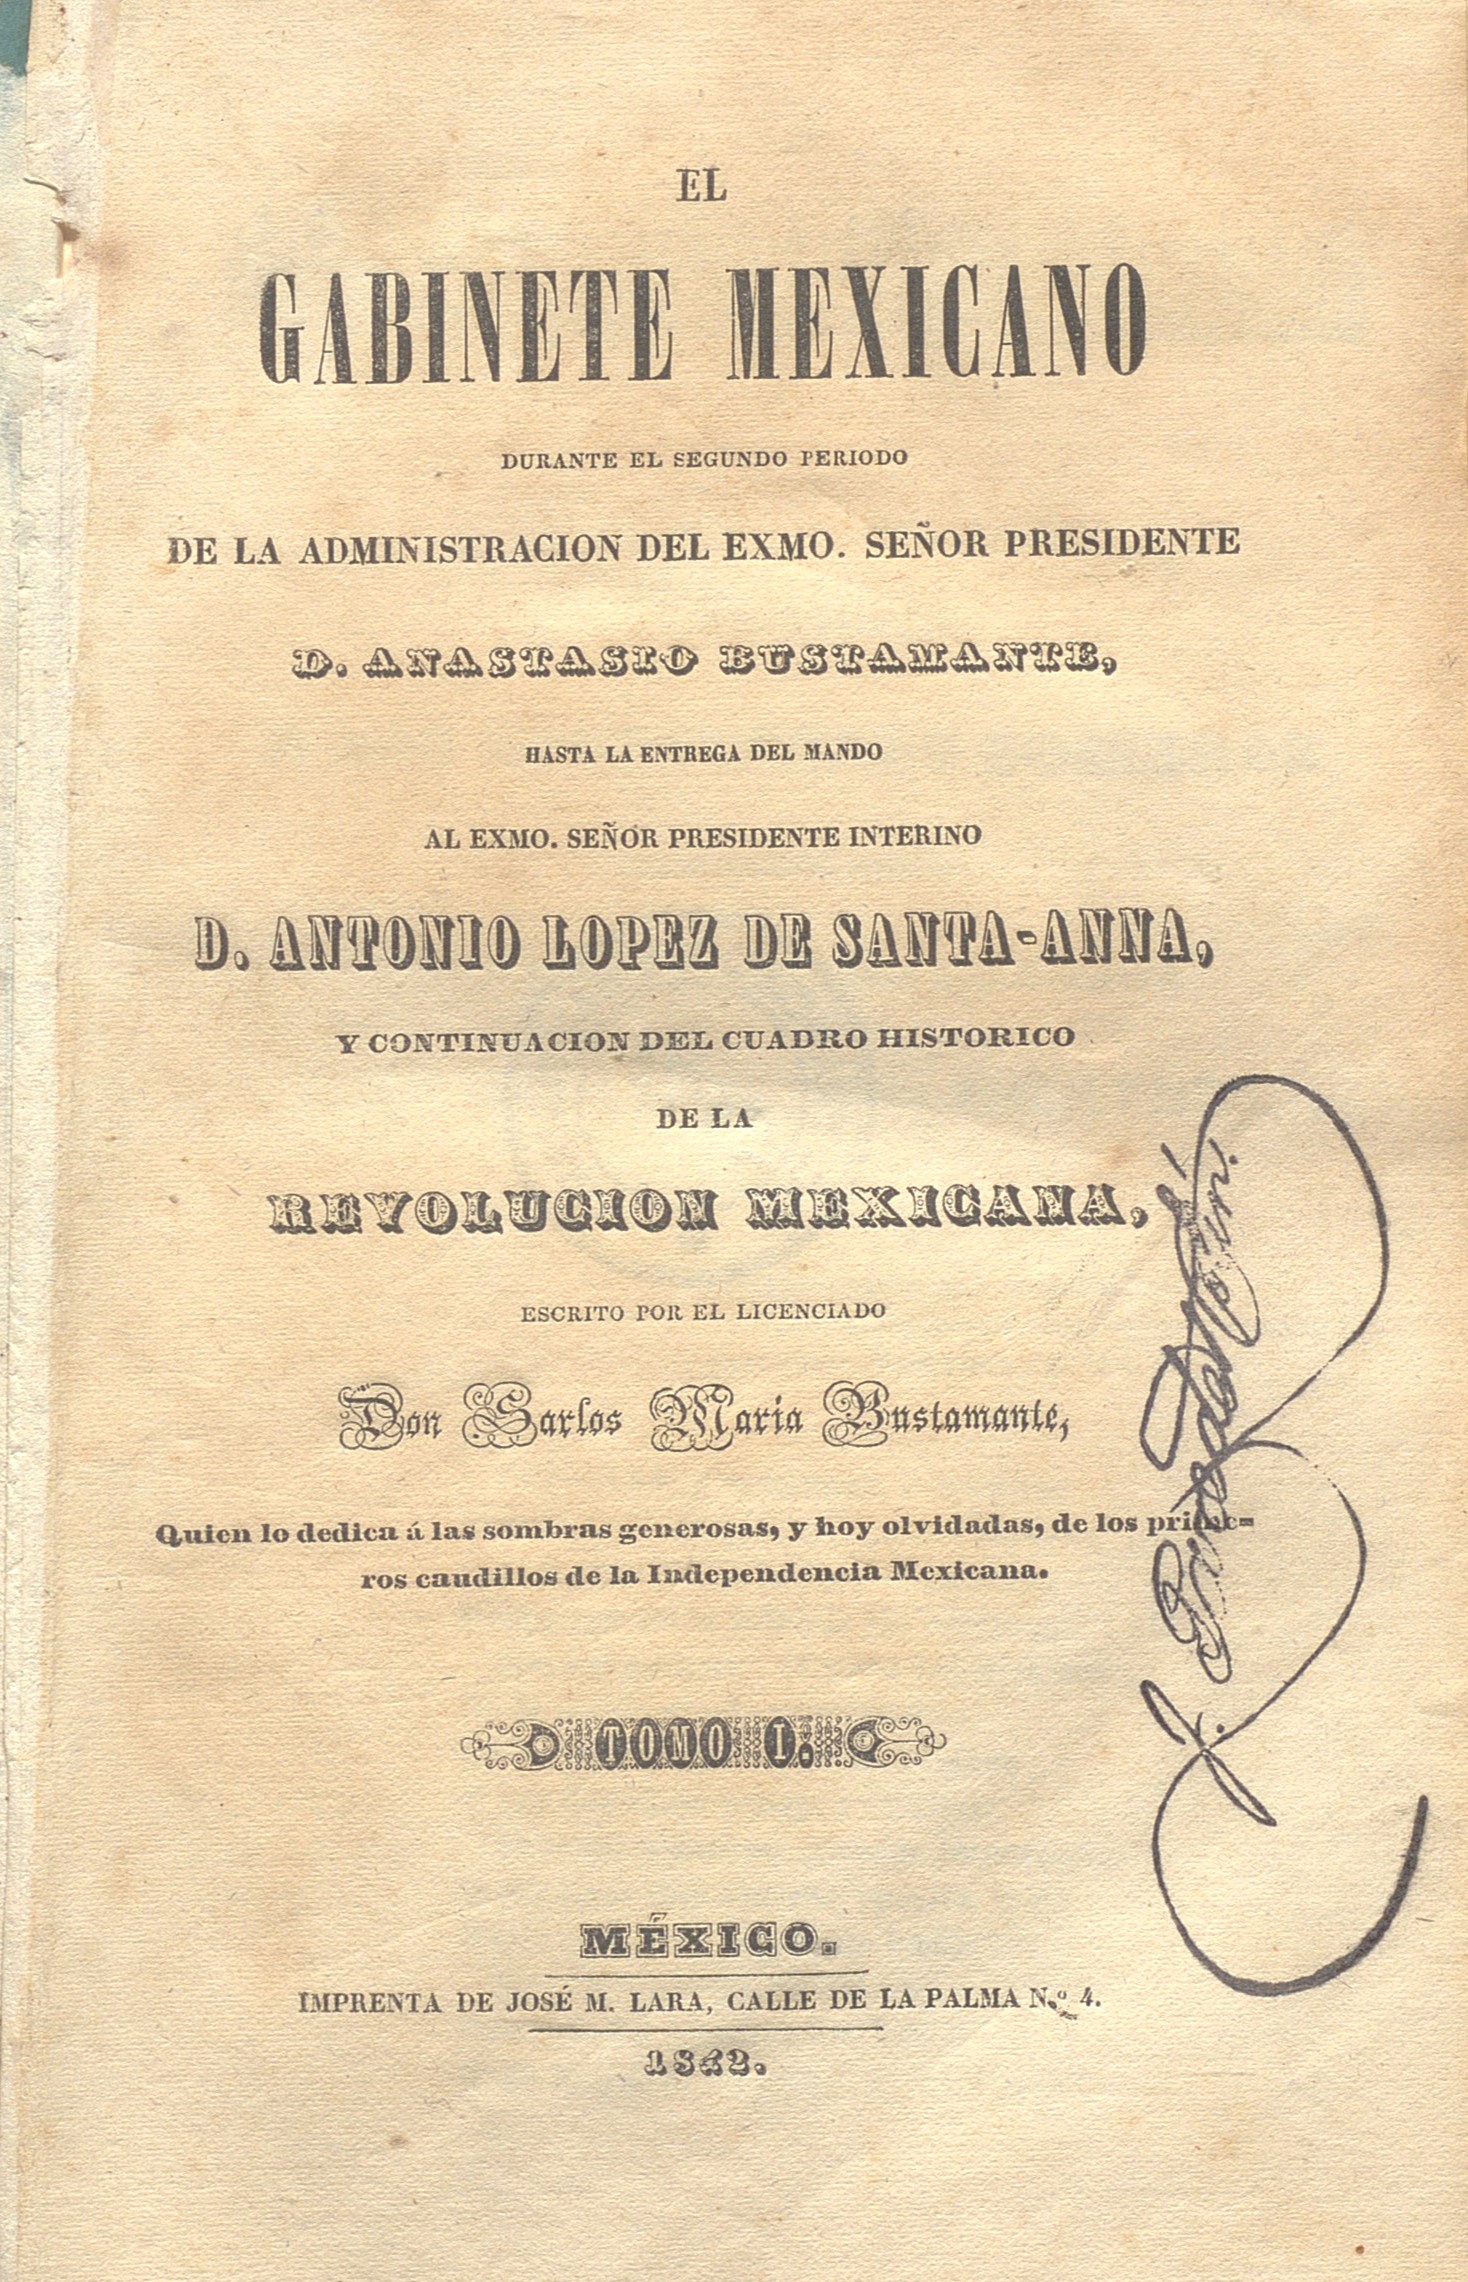 EL
GABINETE MEXICANO
DURANTE EL SEGUNDO PERIODO
DE LA ADMINISTRACION DEL EXMO. SEÑOR PRESIDENTE
D. ANASTASIO BUSTAMANTE,
HASTA LA ENTREGA DEL MANDO
AL EXMO. SEÑOR PRESIDENTE INTERINO
D. ANTONIO LOPEZ DE SANTA-ANNA,
Y CONTINUACION DEL CUADRO HISTORICO
DE LA
REVOLUCION MEXICANA,
ESCRITO POR EL LICENCIADO
Don Carlos Maria Bustamante,
Quien lo dedica á las sombras generosas, y hoy olvidadas, de los prime-
ros caudillos de la Independencia Mexicana.
TOMO I.
MÉXICO.
IMPRENTA DE JOSÉ M. LARA, CALLE DE LA PALMA N.º 4.
1842.